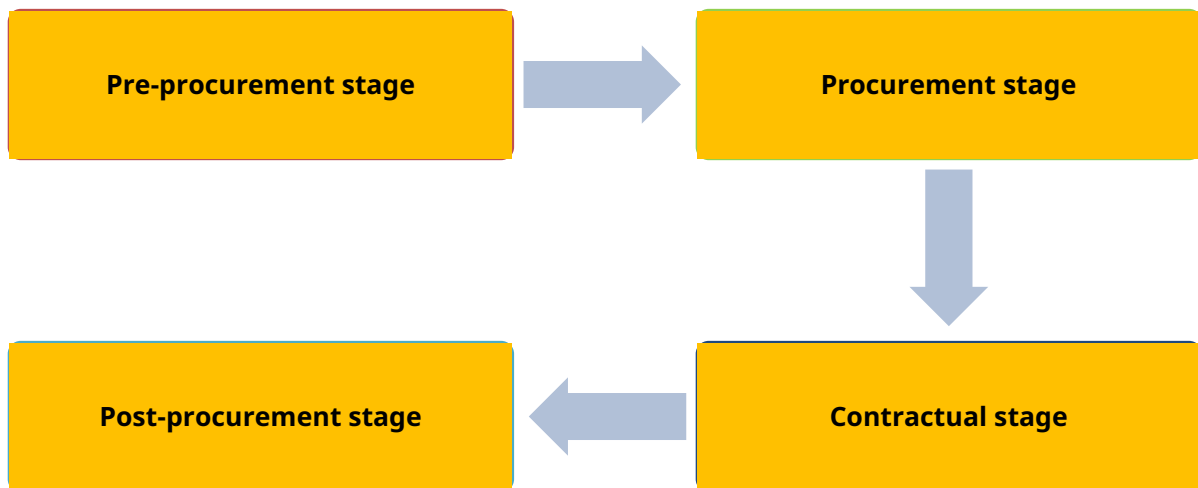 Pre-procurement stage
Procurement stage
Contractual stage
Post-procurement stage